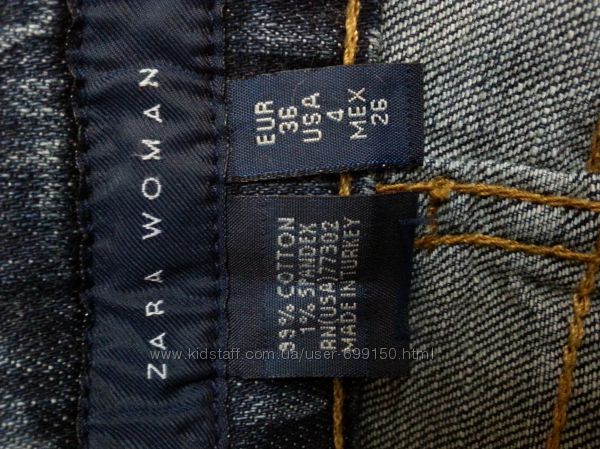 ZARA WOMAN
EUR
36
USA
4
MEX
26
99% COTTON
1% SPANDEX
RN(USA)77302
MADE IN TURKEY
www.kidstaff.com.ua/user-699150.html